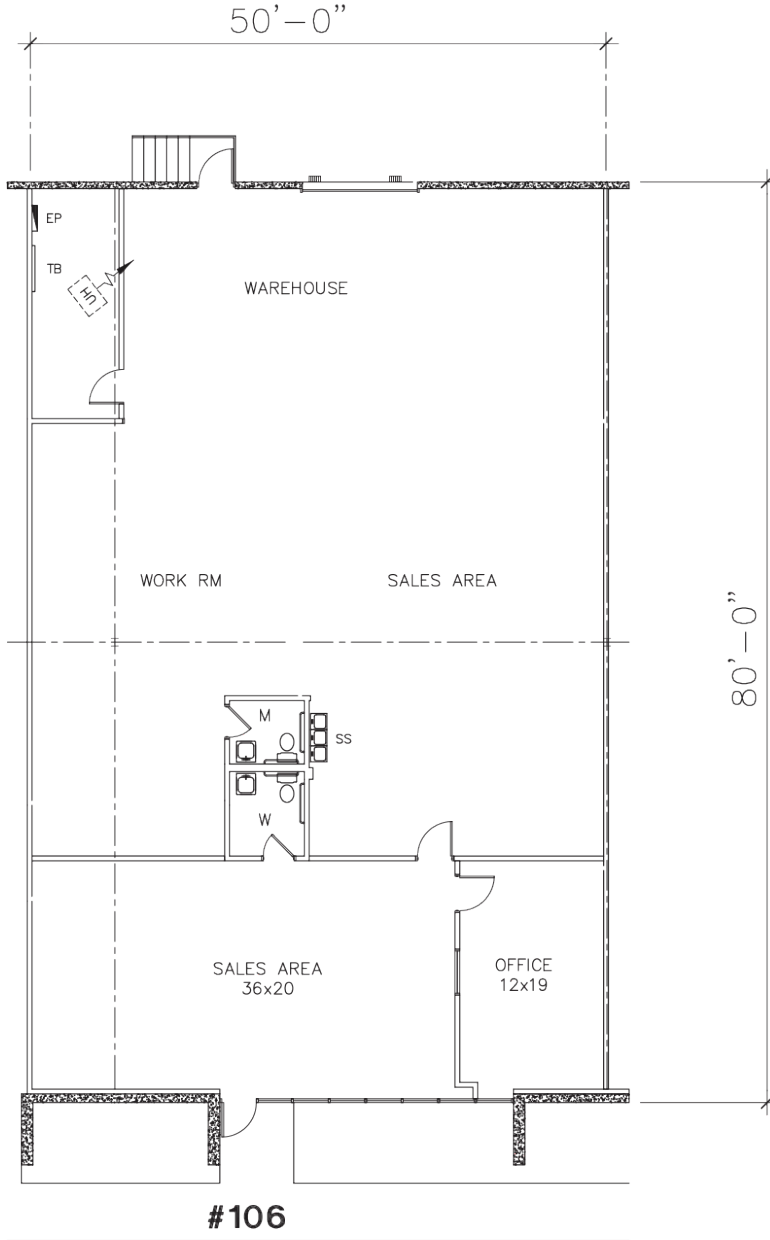 50'-0"
EP
TB
UH
WAREHOUSE
WORK RM
SALES AREA
80'-0"
M
SS
W
SALES AREA
36x20
OFFICE
12x19
#106